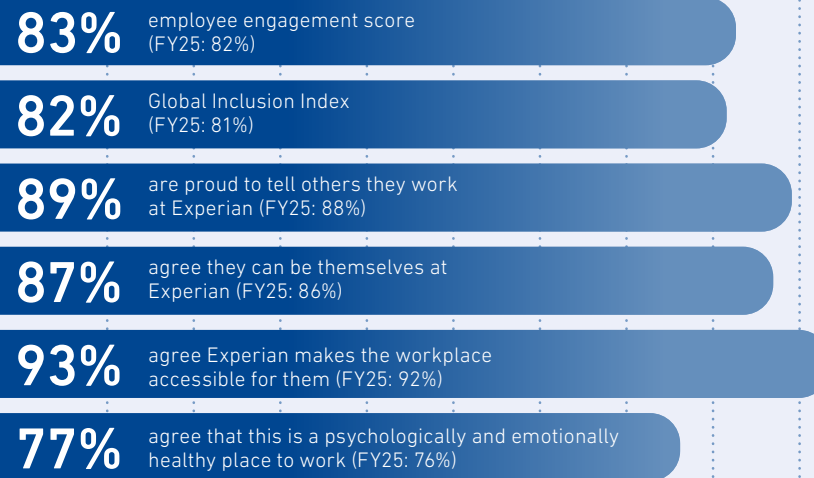 83%
employee engagement score
(FY25: 82%)
82%
Global Inclusion Index
(FY25: 81%)
89%
are proud to tell others they work
at Experian (FY25: 88%)
87%
agree they can be themselves at
Experian (FY25: 86%)
93%
agree Experian makes the workplace
accessible for them (FY25: 92%)
77%
agree that this is a psychologically and emotionally
healthy place to work (FY25: 76%)